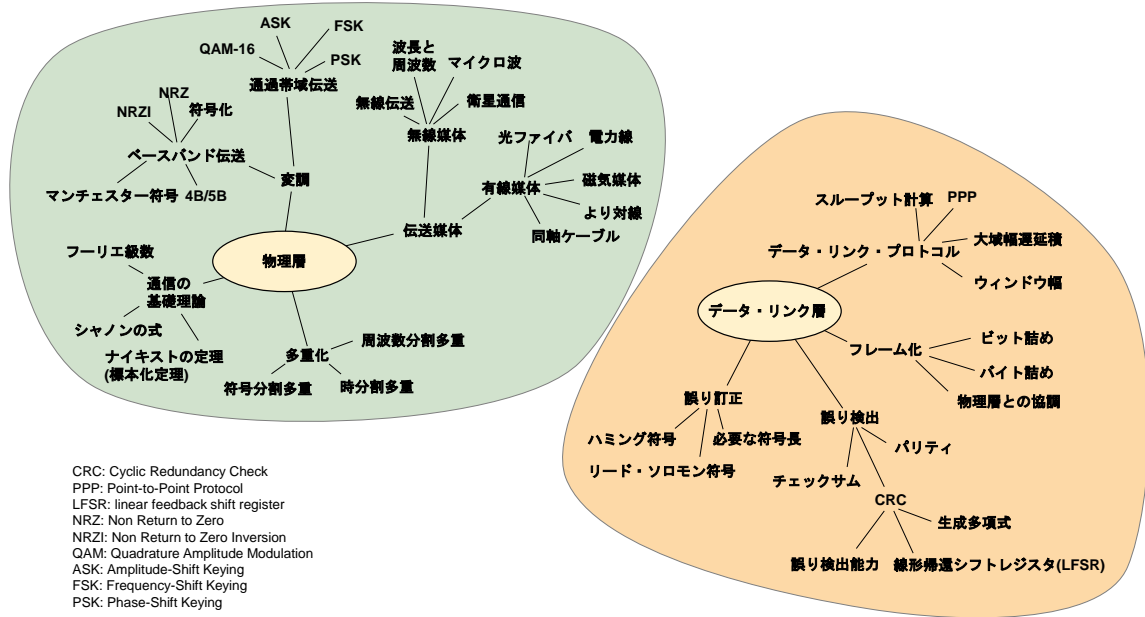 ASK
FSK
QAM-16
PSK
通過帯域伝送
NRZ
NRZI
符号化
ベースバンド伝送
マンチェスター符号
4B/5B
変調
波長と
周波数
マイクロ波
無線伝送
衛星通信
無線媒体
光ファイバ
電力線
有線媒体
磁気媒体
より対線
同軸ケーブル
伝送媒体
物理層
フーリエ級数
通信の
基礎理論
シャノンの式
ナイキストの定理
(標本化定理)
多重化
周波数分割多重
符号分割多重
時分割多重
スループット計算
PPP
データ・リンク・プロトコル
大域幅遅延積
ウィンドウ幅
データ・リンク層
フレーム化
ビット詰め
バイト詰め
物理層との協調
誤り訂正
ハミング符号
必要な符号長
リード・ソロモン符号
誤り検出
パリティ
チェックサム
CRC
生成多項式
誤り検出能力
線形帰還シフトレジスタ(LFSR)
CRC: Cyclic Redundancy Check
PPP: Point-to-Point Protocol
LFSR: linear feedback shift register
NRZ: Non Return to Zero
NRZI: Non Return to Zero Inversion
QAM: Quadrature Amplitude Modulation
ASK: Amplitude-Shift Keying
FSK: Frequency-Shift Keying
PSK: Phase-Shift Keying